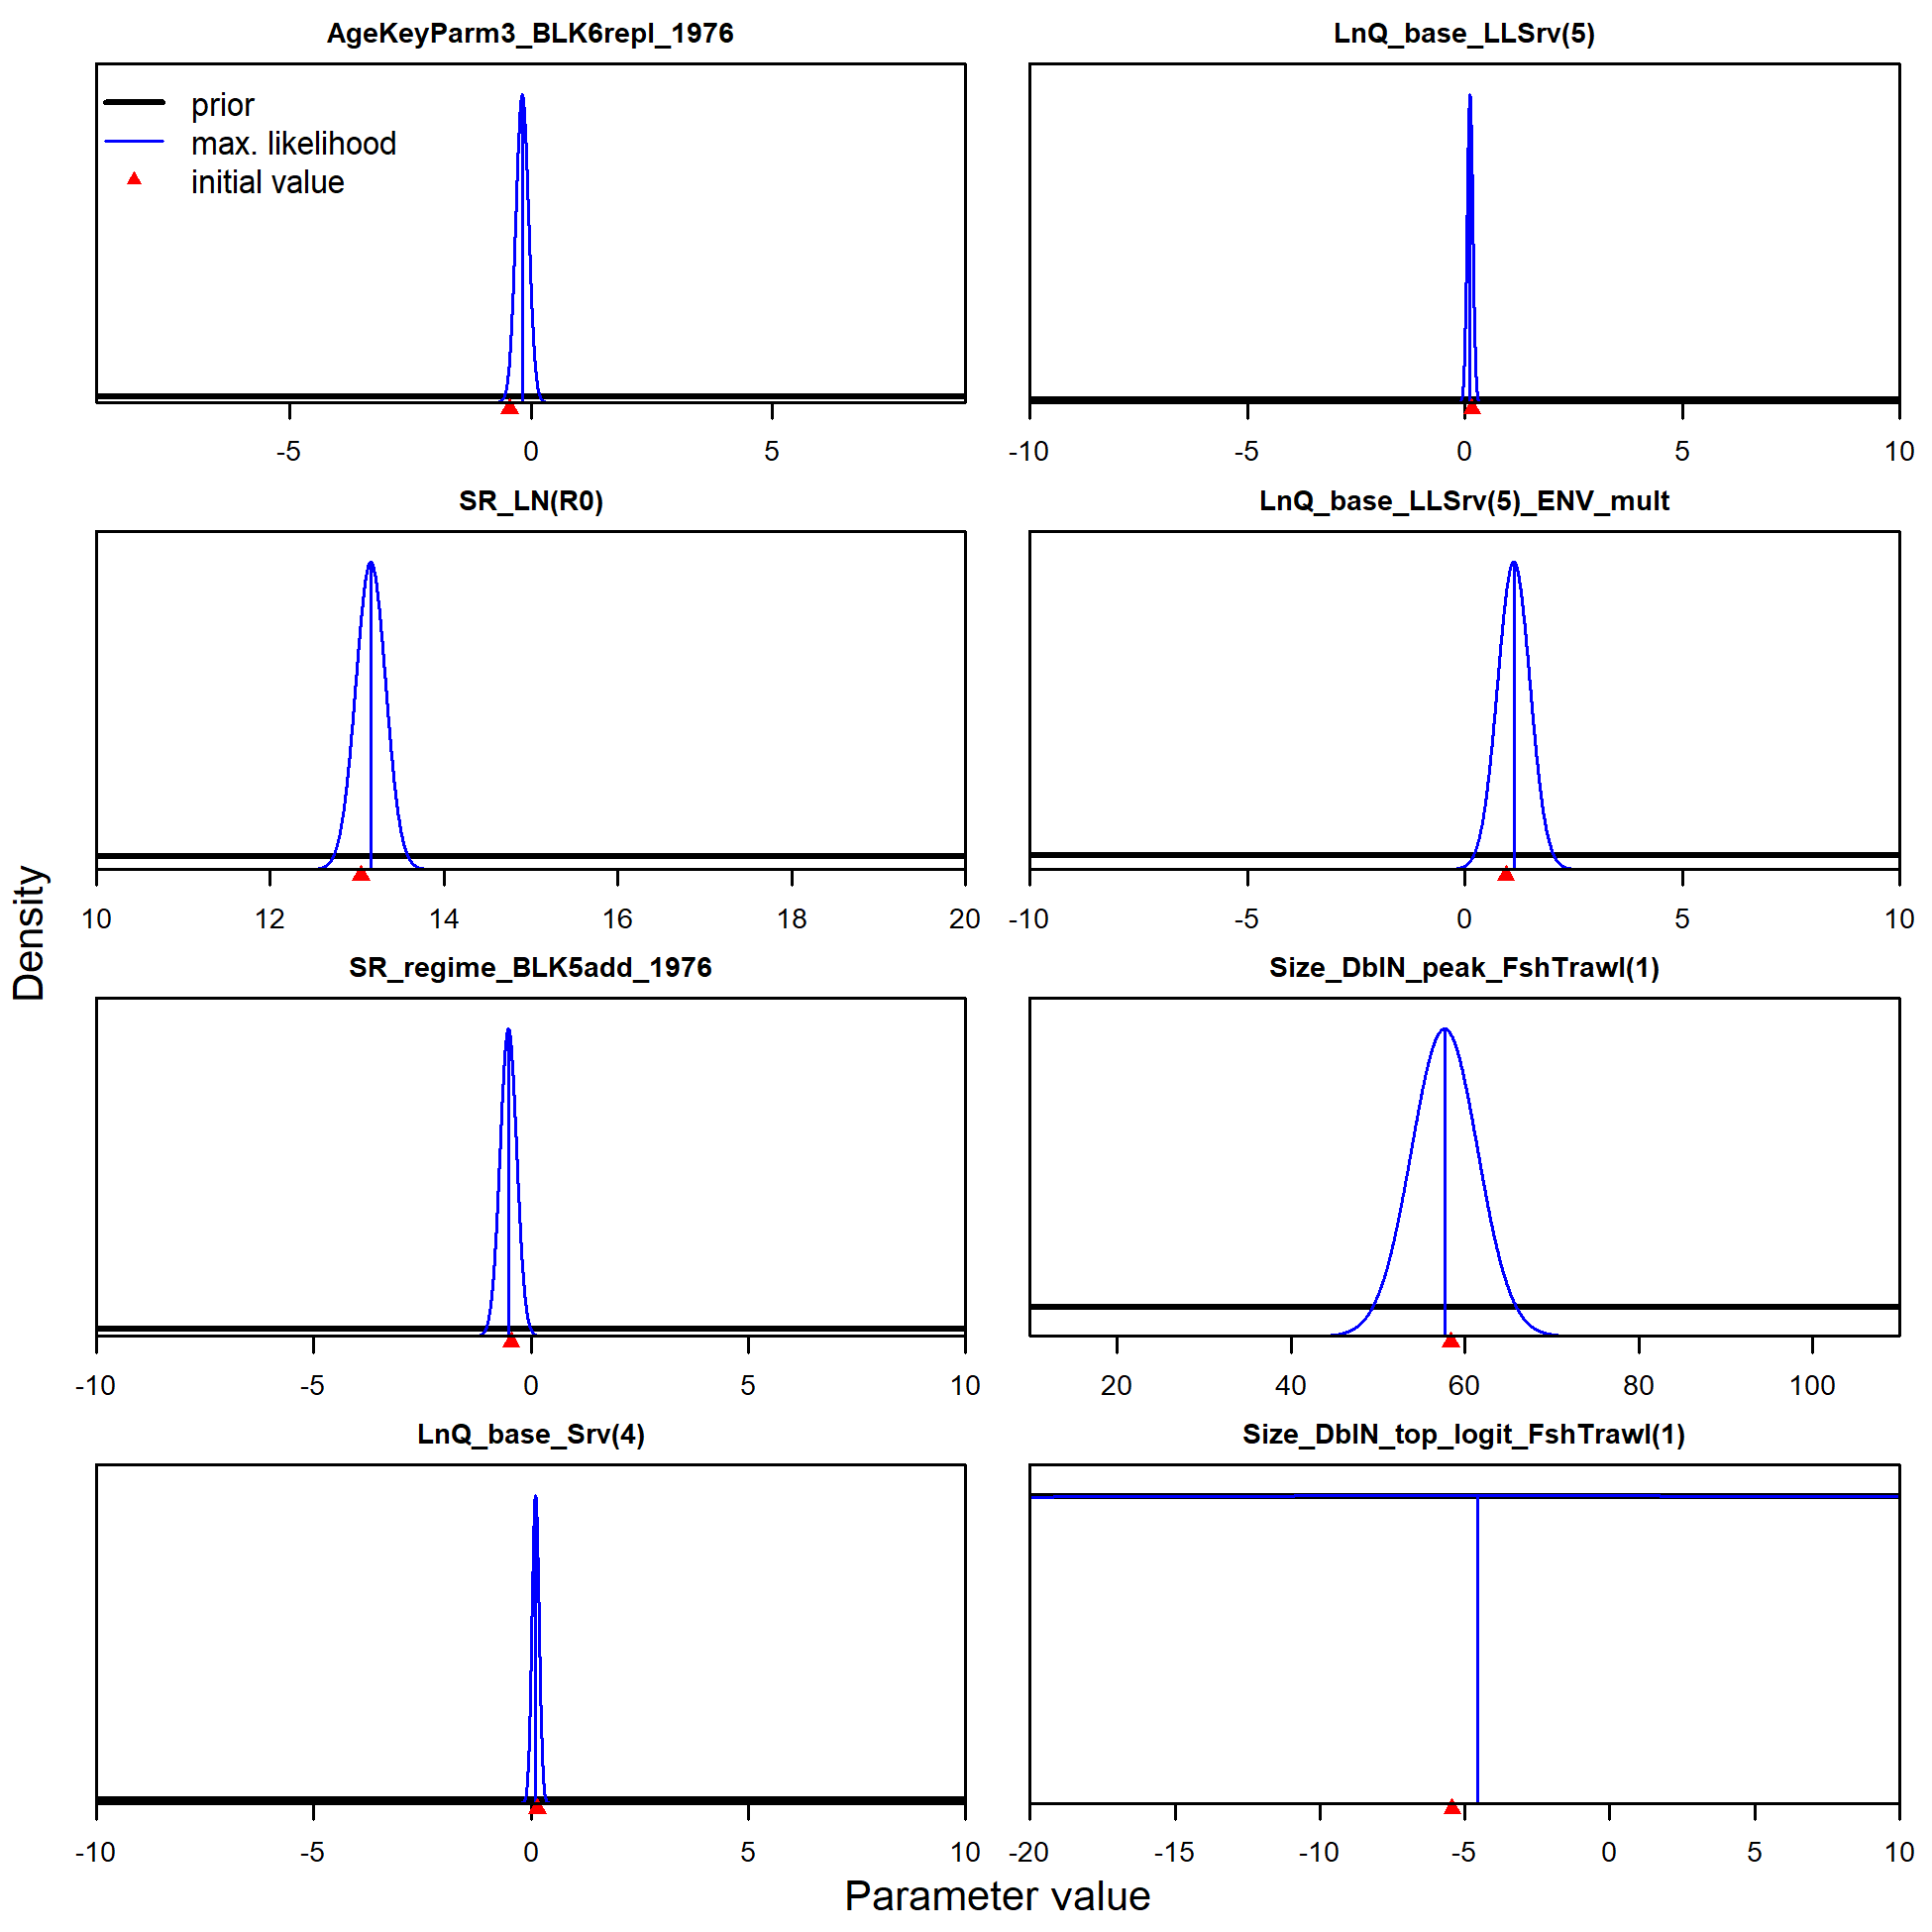 AgeKeyParm3_BLK6repl_1976
prior
max. likelihood
initial value
-5 0 5
LnQ_base_LLSrv(5)
-10 -5 0 5 10
SR_LN(R0)
10 12 14 16 18 20
LnQ_base_LLSrv(5)_ENV_mult
-10 -5 0 5 10
SR_regime_BLK5add_1976
-10 -5 0 5 10
Size_DblN_peak_FshTrawl(1)
20 40 60 80 100
LnQ_base_Srv(4)
-10 -5 0 5 10
Size_DblN_top_logit_FshTrawl(1)
-20 -15 -10 -5 0 5 10
Density
Parameter value